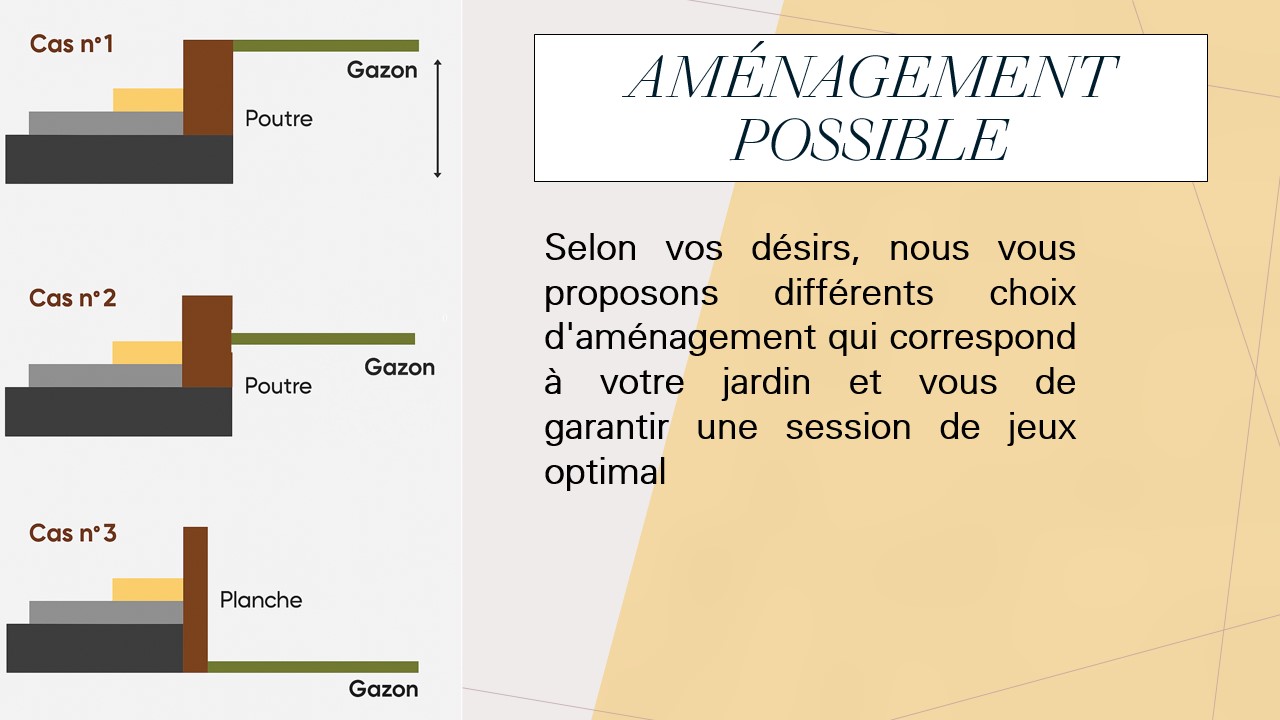 Cas n°1
Gazon
Poutre
Cas n°2
Gazon
Poutre
Cas n°3
Planche
Gazon
AMÉNAGEMENT
POSSIBLE
Selon vos désirs, nous vous
proposons différents choix
d'aménagement qui correspond
à votre jardin et vous de
garantir une session de jeux
optimal